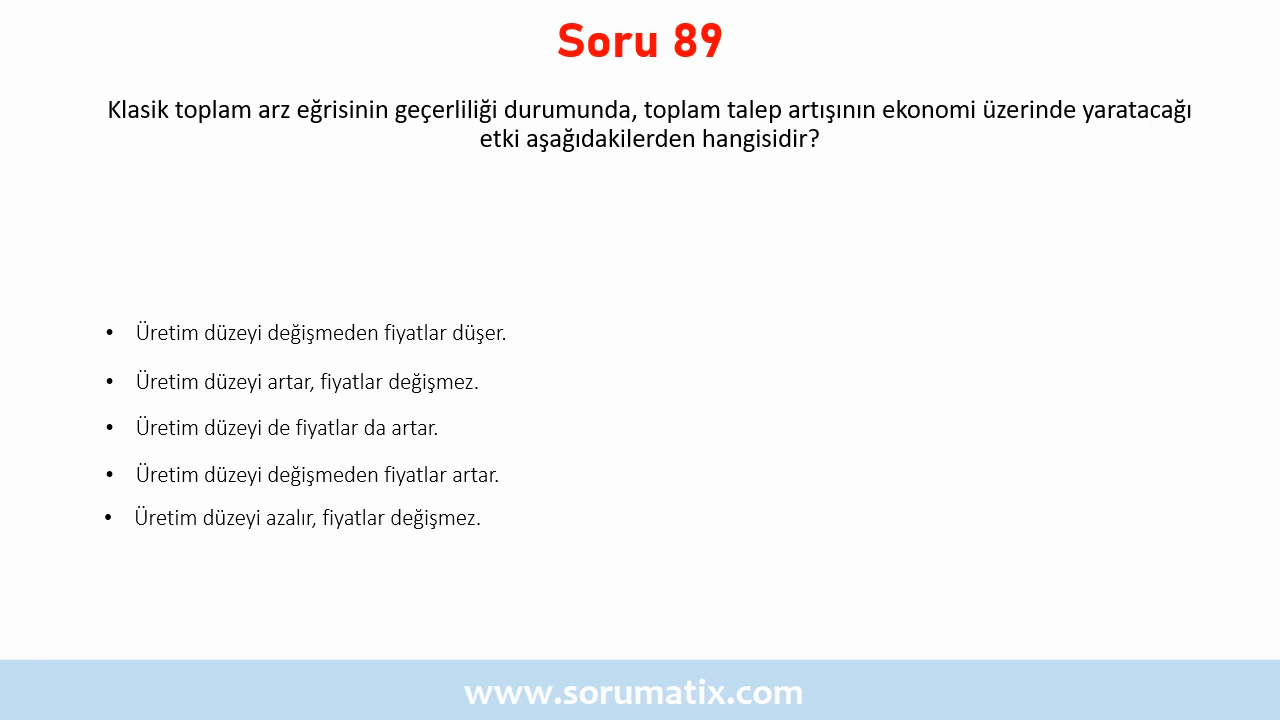 Soru 89
Klasik toplam arz eğrisinin geçerliliği durumunda, toplam talep artışının ekonomi üzerinde yaratacağı
etki aşağıdakilerden hangisidir?
• Üretim düzeyi değişmeden fiyatlar düşer.
• Üretim düzeyi artar, fiyatlar değişmez.
• Üretim düzeyi de fiyatlar da artar.
• Üretim düzeyi değişmeden fiyatlar artar.
• Üretim düzeyi azalır, fiyatlar değişmez.
www.sorumatix.com